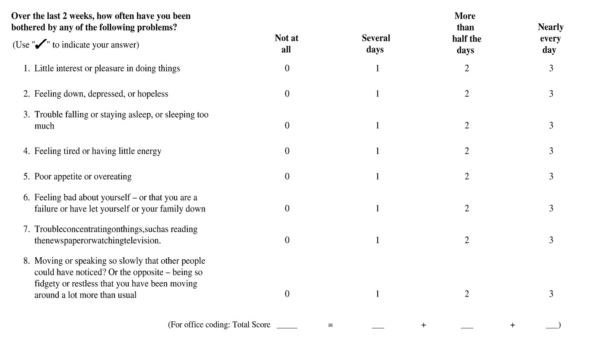 Over the last 2 weeks, how often have you been
bothered by any of the following problems?
(Use "✔" to indicate your answer)
Not at
all
Several
days
More
than
half the
days
Nearly
every
day
1. Little interest or pleasure in doing things 0 1 2 3
2. Feeling down, depressed, or hopeless 0 1 2 3
3. Trouble falling or staying asleep, or sleeping too
much 0 1 2 3
4. Feeling tired or having little energy 0 1 2 3
5. Poor appetite or overeating 0 1 2 3
6. Feeling bad about yourself – or that you are a
failure or have let yourself or your family down 0 1 2 3
7. Troubleconcentratingonthings,suchas reading
thenewspaperorwatchingtelevision. 0 1 2 3
8. Moving or speaking so slowly that other people
could have noticed? Or the opposite – being so
fidgety or restless that you have been moving
around a lot more than usual 0 1 2 3
(For office coding: Total Score ____ = ___ + ___ + ___)